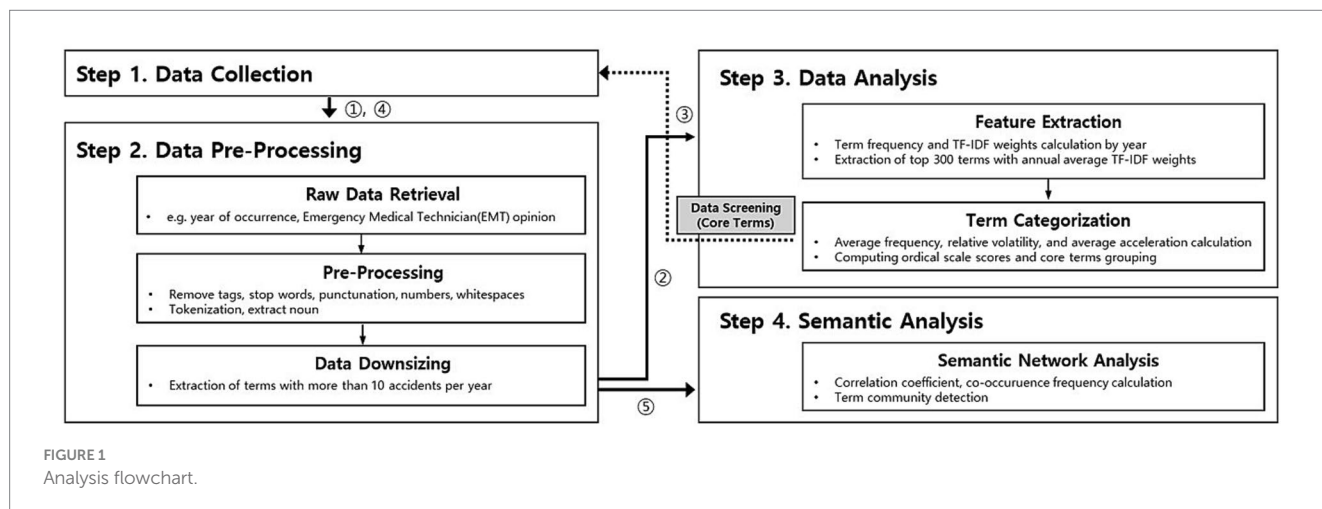 Step 1. Data Collection
①, ④
Step 2. Data Pre-Processing
Raw Data Retrieval
• e.g. year of occurrence, Emergency Medical Technician(EMT) opinion
Pre-Processing
• Remove tags, stop words, punctunation, numbers, whitespaces
• Tokenization, extract noun
Data Downsizing
• Extraction of terms with more than 10 accidents per year
②
③
⑤
Data Screening
(Core Terms)
Step 3. Data Analysis
Feature Extraction
• Term frequency and TF-IDF weights calculation by year
• Extraction of top 300 terms with annual average TF-IDF weights
Term Categorization
• Average frequency, relative volatility, and average acceleration calculation
• Computing ordical scale scores and core terms grouping
Step 4. Semantic Analysis
Semantic Network Analysis
• Correlation coefficient, co-occuruence frequency calculation
• Term community detection
FIGURE 1
Analysis flowchart.